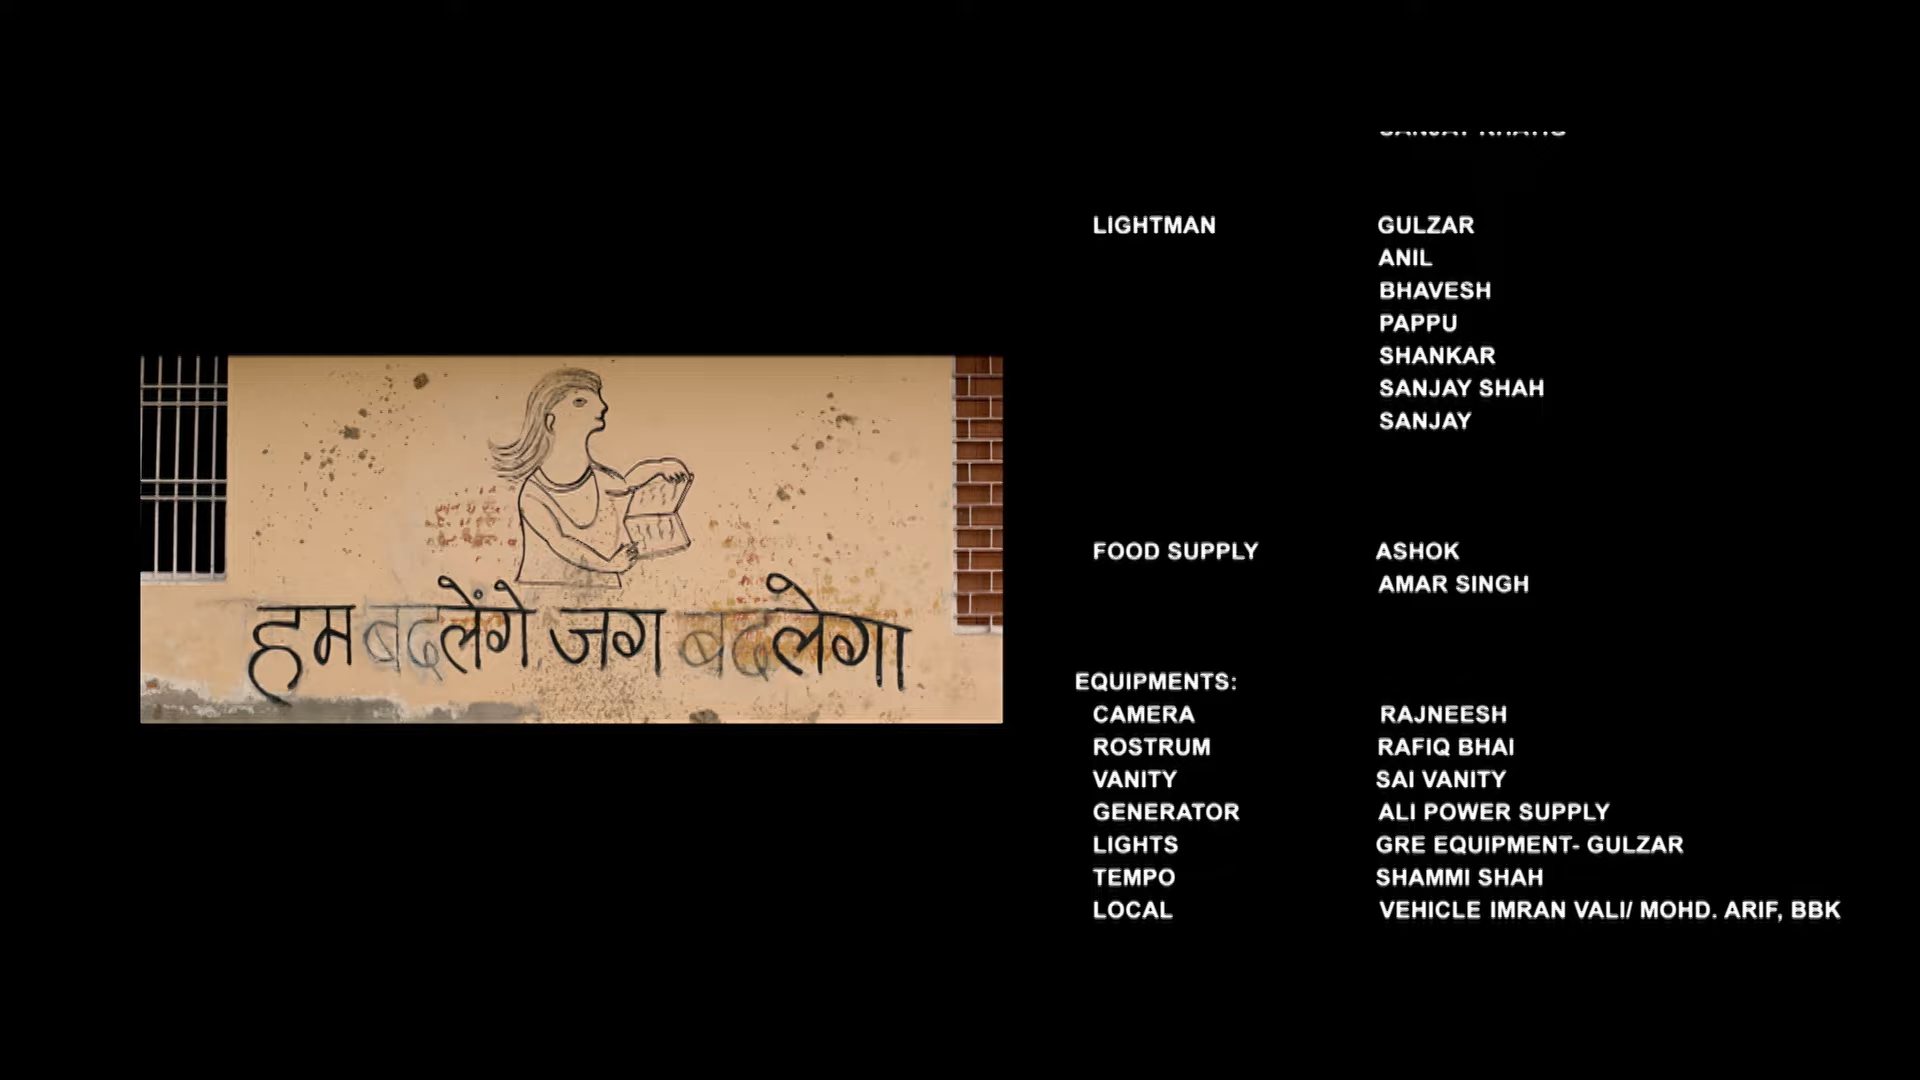 हम बदलेंगे जग बदलेगा
LIGHTMAN GULZAR
ANIL
BHAVESH
PAPPU
SHANKAR
SANJAY SHAH
SANJAY
FOOD SUPPLY ASHOK
AMAR SINGH
EQUIPMENTS:
CAMERA RAJNEESH
ROSTRUM RAFIQ BHAI
VANITY SAI VANITY
GENERATOR ALI POWER SUPPLY
LIGHTS GRE EQUIPMENT- GULZAR
TEMPO SHAMMI SHAH
LOCAL VEHICLE IMRAN VALI/ MOHD. ARIF, BBK